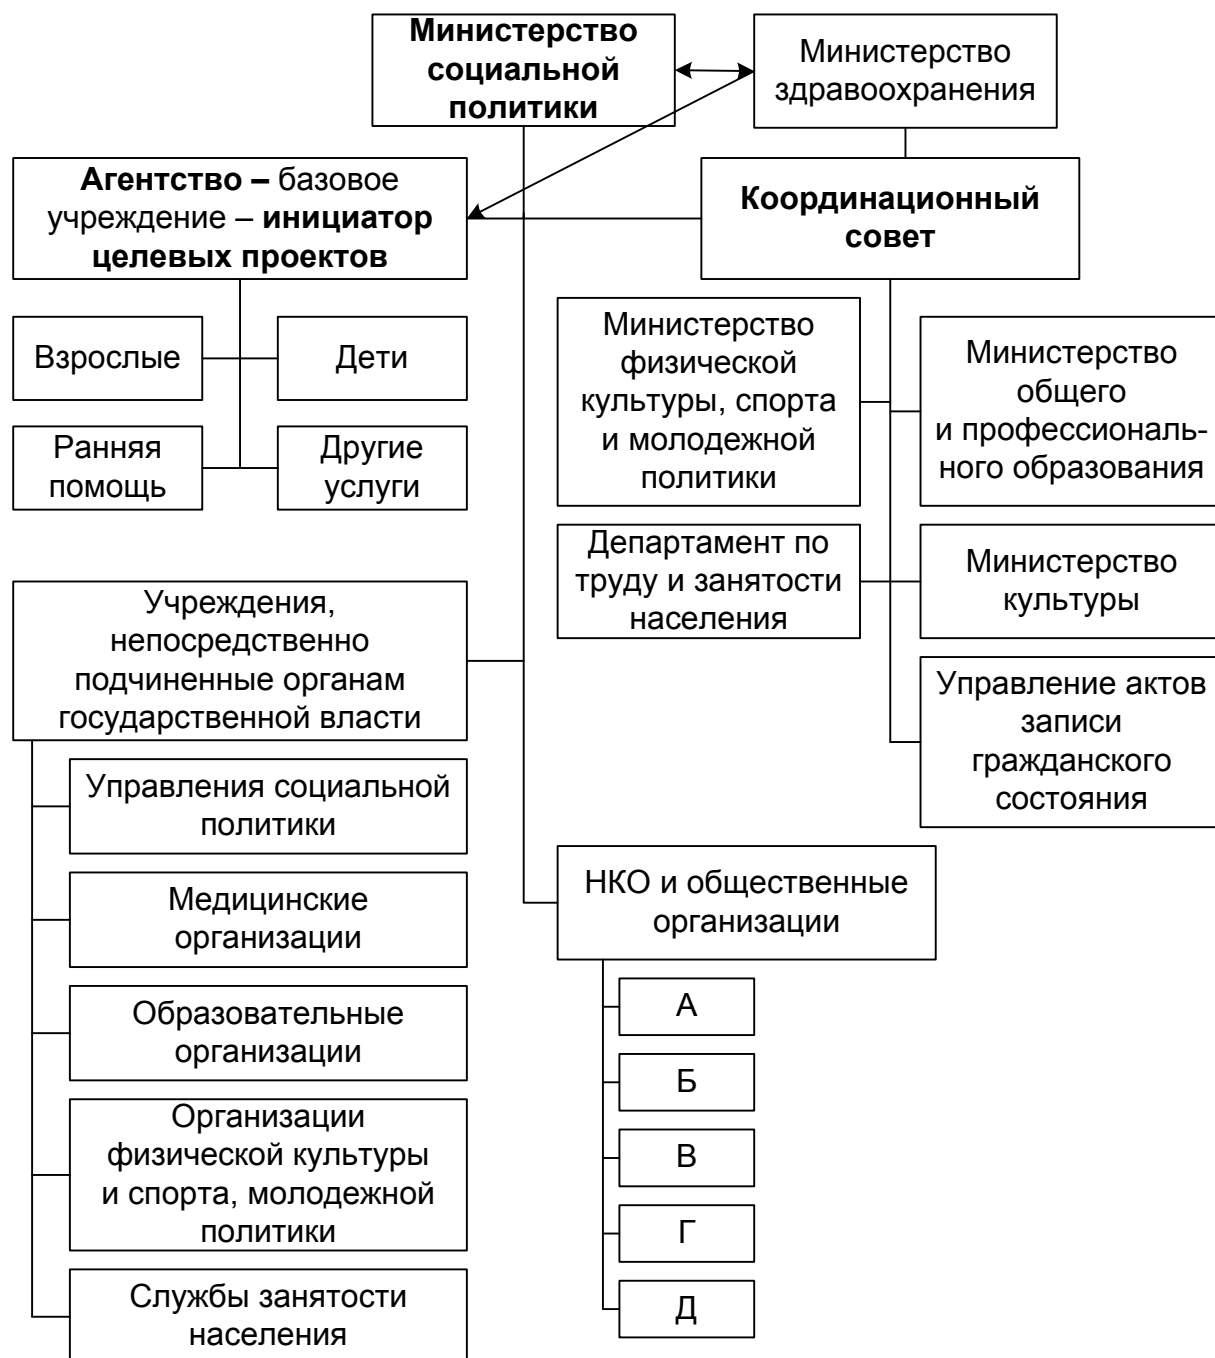 Министерство
социальной
политики
Министерство
здравоохранения
Агентство – базовое
учреждение – инициатор
целевых проектов
Координационный
совет
Взрослые
Дети
Ранняя
помощь
Другие
услуги
Министерство
физической
культуры, спорта
и молодежной
политики
Министерство
общего
и профессиональ-
ного образования
Департамент по
труду и занятости
населения
Министерство
культуры
Управление актов
записи
гражданского
состояния
Учреждения,
непосредственно
подчиненные органам
государственной власти
Управления социальной
политики
Медицинские
организации
Образовательные
организации
Организации
физической культуры
и спорта, молодежной
политики
Службы занятости
населения
НКО и общественные
организации
А
Б
В
Г
Д